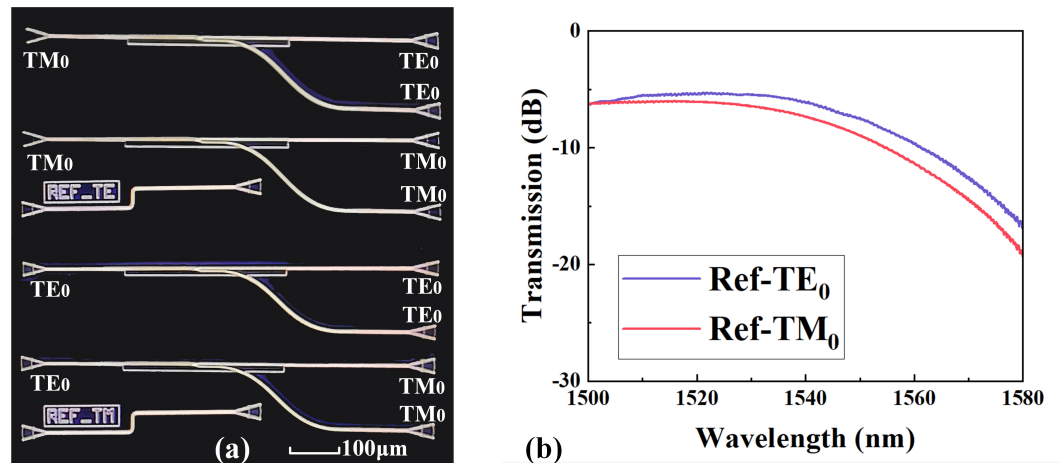 TM0
TE0
TE0
TM0
TM0
REF_TE
TM0
TE0
TE0
TE0
TE0
TM0
REF_TM
TM0
(a)
100μm
0
-10
-20
-30
1500
1520
1540
1560
1580
Transmission (dB)
Ref-TE0
Ref-TM0
Wavelength (nm)
(b)